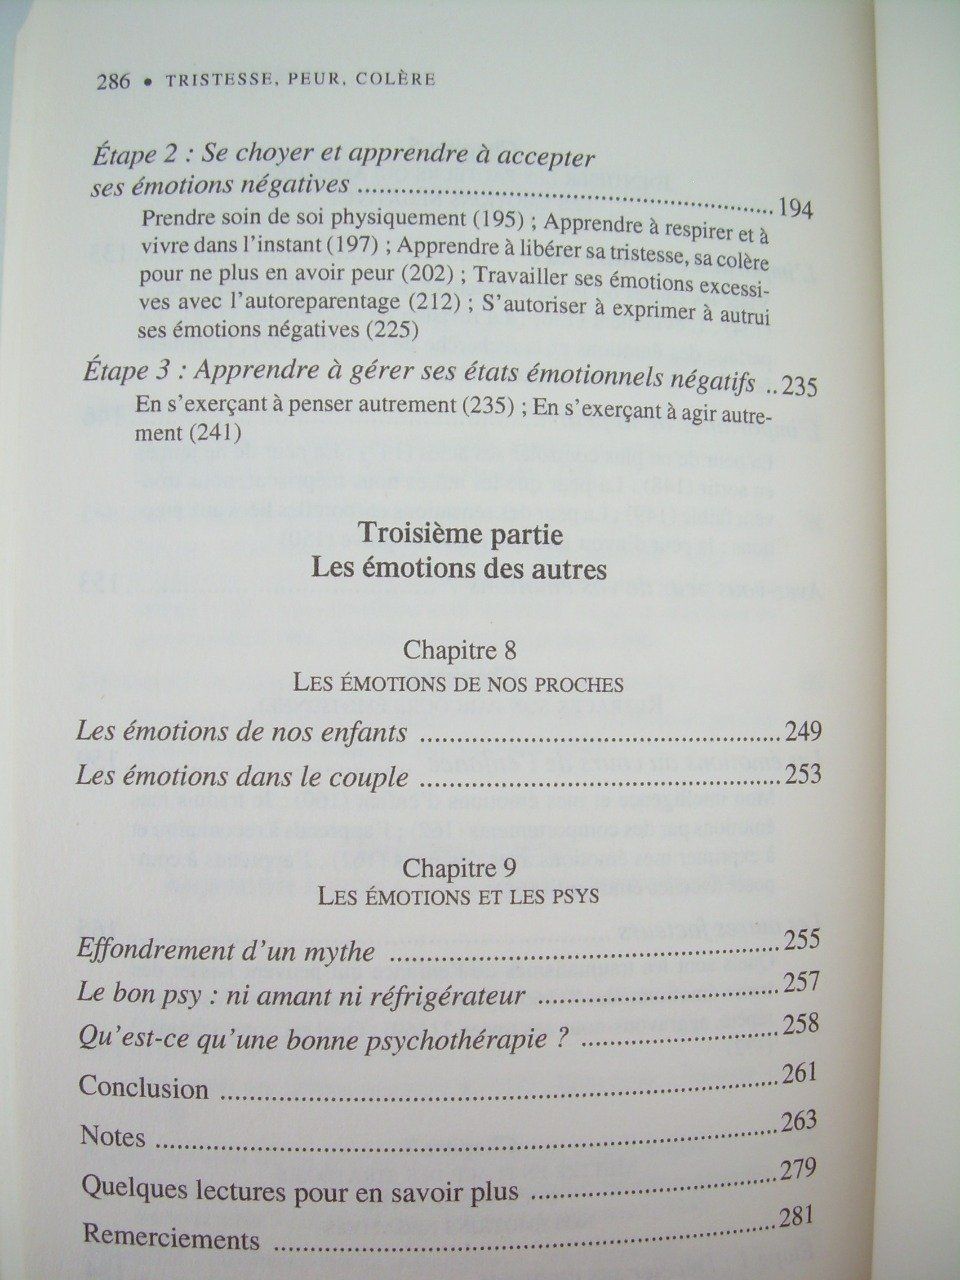 286 • TRISTESSE, PEUR, COLÈRE
Étape 2 : Se choyer et apprendre à accepter
ses émotions négatives ........................................................ 194
Prendre soin de soi physiquement (195) ; Apprendre à respirer et à
vivre dans l'instant (197) ; Apprendre à libérer sa tristesse, sa colère
pour ne plus en avoir peur (202) ; Travailler ses émotions excessi-
ves avec l'autoreparentage (212) ; S'autoriser à exprimer à autrui
ses émotions négatives (225)
Étape 3 : Apprendre à gérer ses états émotionnels négatifs ..235
En s'exerçant à penser autrement (235) ; En s'exerçant à agir autre-
ment (241)
Troisième partie
Les émotions des autres
Chapitre 8
LES ÉMOTIONS DE NOS PROCHES
Les émotions de nos enfants ................................................249
Les émotions dans le couple ................................................253
Chapitre 9
LES ÉMOTIONS ET LES PSYS
Effondrement d'un mythe ....................................................255
Le bon psy : ni amant ni réfrigérateur ................................257
Qu'est-ce qu'une bonne psychothérapie ? ..........................258
Conclusion ..........................................................................261
Notes ..................................................................................263
Quelques lectures pour en savoir plus .................................279
Remerciements ...................................................................281